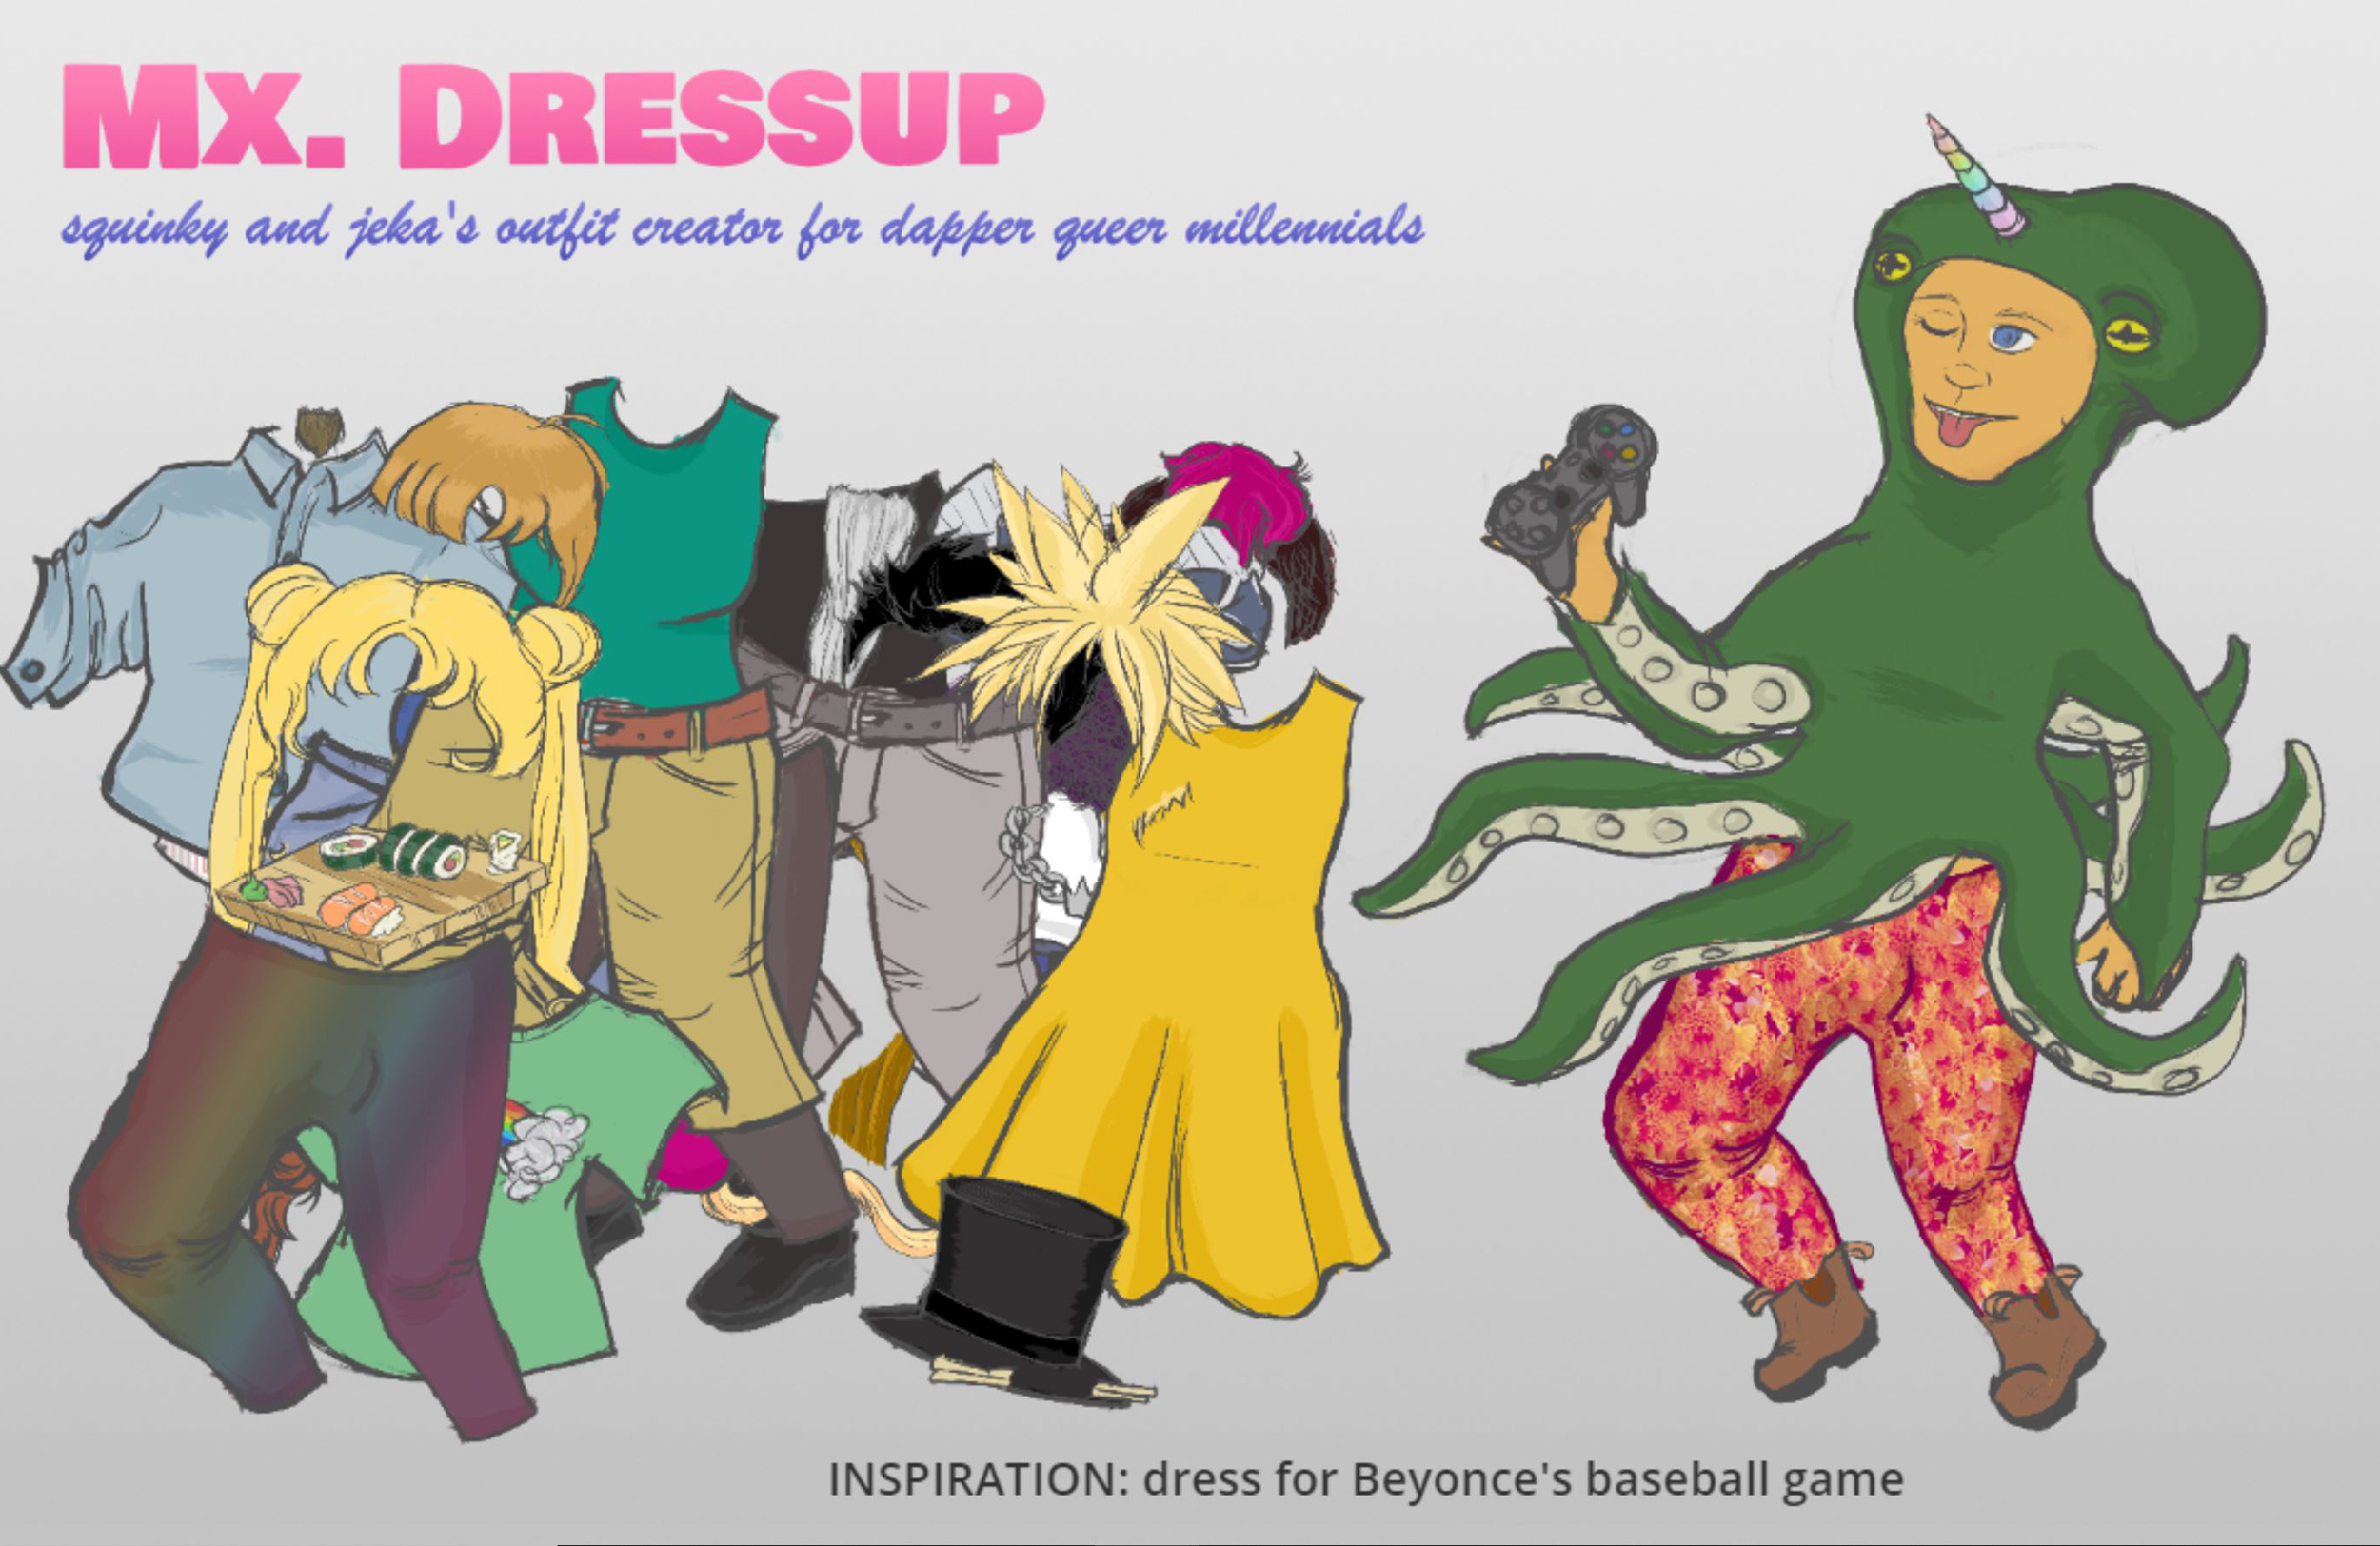 Mx. Dressup
squinky and jeka's outfit creator for dapper queer millennials
INSPIRATION: dress for Beyonce's baseball game